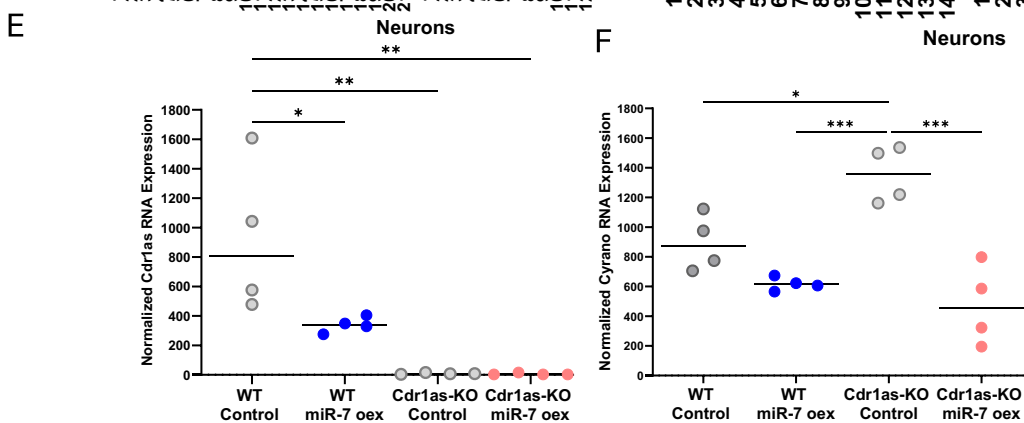 E
Neurons
**
**
*
Normalized Cdr1as RNA Expression
1800
1600
1400
1200
1000
800
600
400
200
0
WT
Control
WT
miR-7 oex
Cdr1as-KO
Control
Cdr1as-KO
miR-7 oex
F
Neurons
*
***
***
Normalized Cyrano RNA Expression
1800
1600
1400
1200
1000
800
600
400
200
0
WT
Control
WT
miR-7 oex
Cdr1as-KO
Control
Cdr1as-KO
miR-7 oex